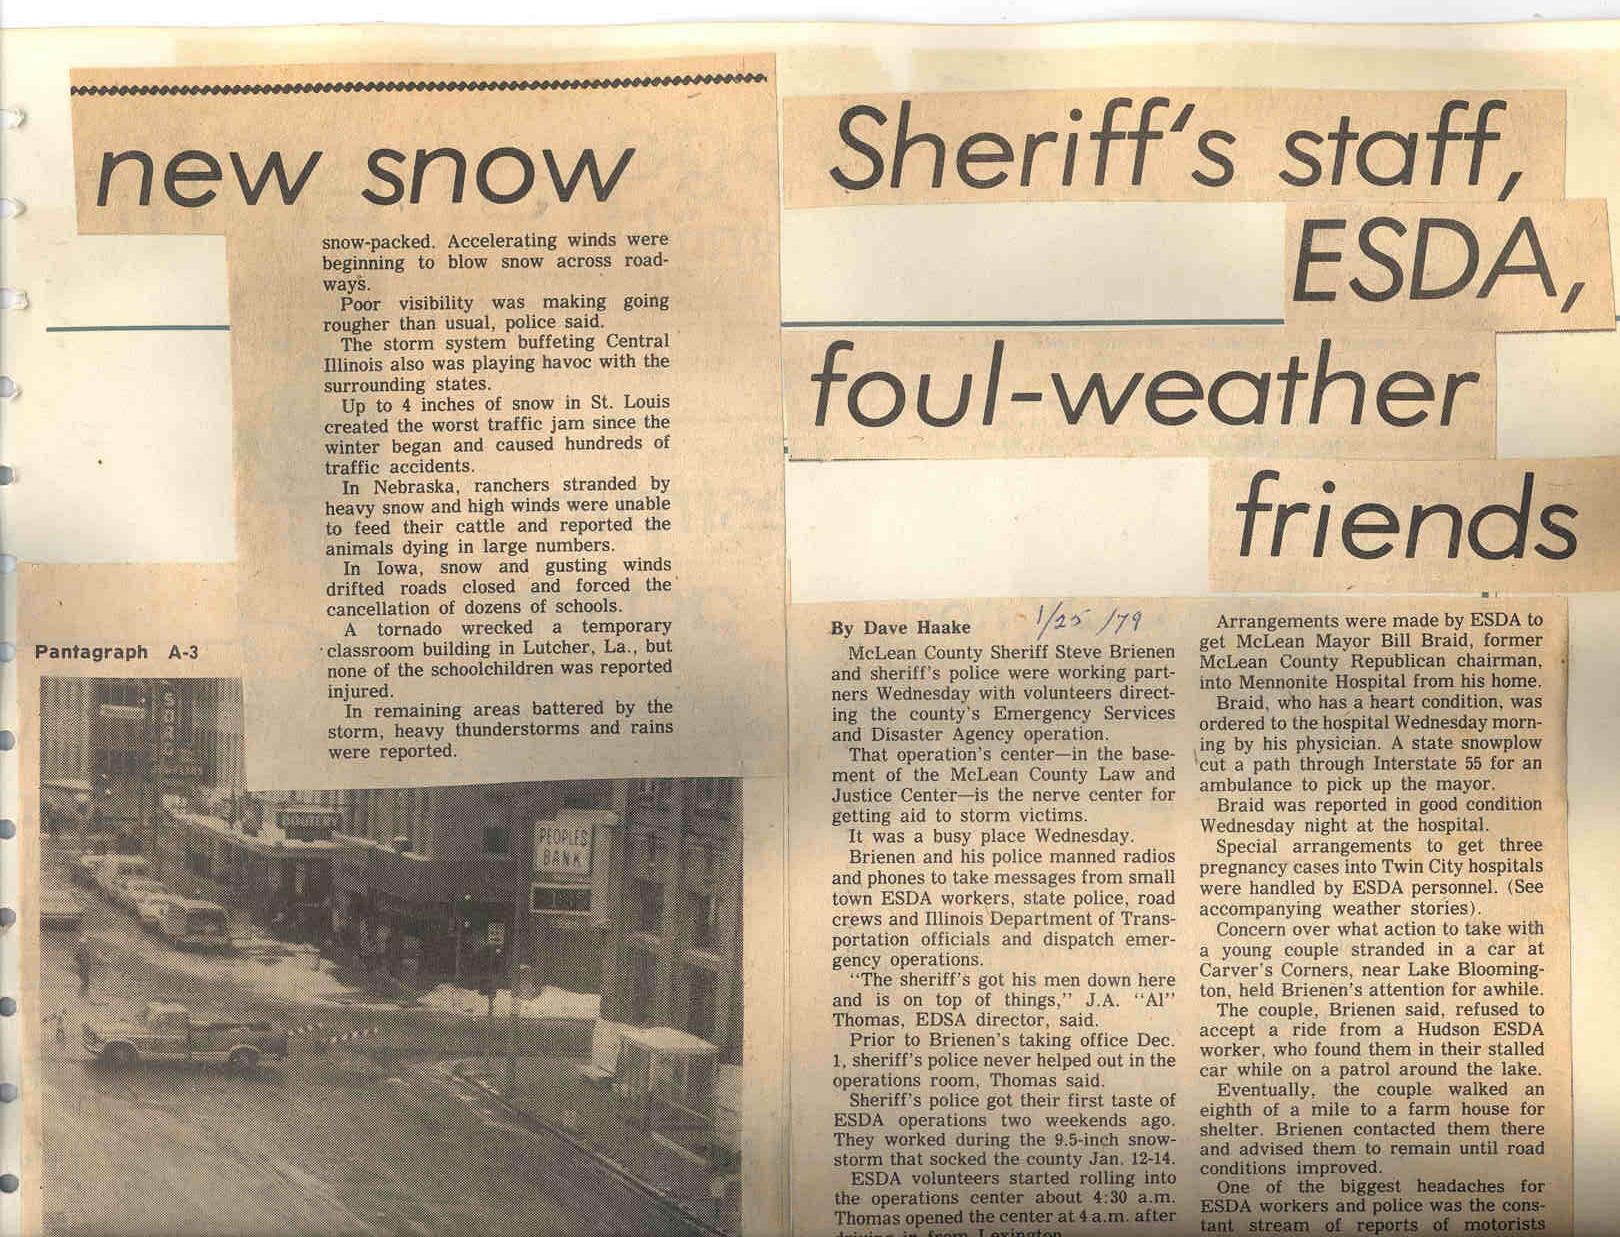 new snow
snow-packed. Accelerating winds were
beginning to blow snow across road-
ways.
Poor visibility was making going
rougher than usual, police said.
The storm system buffeting Central
Illinois also was playing havoc with the
surrounding states.
Up to 4 inches of snow in St. Louis
created the worst traffic jam since the
winter began and caused hundreds of
traffic accidents.
In Nebraska, ranchers stranded by
heavy snow and high winds were unable
to feed their cattle and reported the
animals dying in large numbers.
In Iowa, snow and gusting winds
drifted roads closed and forced the
cancellation of dozens of schools.
A tornado wrecked a temporary
classroom building in Lutcher, La., but
none of the schoolchildren was reported
injured.
In remaining areas battered by the
storm, heavy thunderstorms and rains
were reported.
Pantagraph A-3
BOOTERY
PEOPLES
BANK
Sheriff's staff,
ESDA,
foul-weather
friends
By Dave Haake
1/25/79
McLean County Sheriff Steve Brienen
and sheriff's police were working part-
ners Wednesday with volunteers direct-
ing the county's Emergency Services
and Disaster Agency operation.
That operation's center—in the base-
ment of the McLean County Law and
Justice Center—is the nerve center for
getting aid to storm victims.
It was a busy place Wednesday.
Brienen and his police manned radios
and phones to take messages from small
town ESDA workers, state police, road
crews and Illinois Department of Trans-
portation officials and dispatch emer-
gency operations.
"The sheriff's got his men down here
and is on top of things," J.A. "Al"
Thomas, EDSA director, said.
Prior to Brienen's taking office Dec.
1, sheriff's police never helped out in the
operations room, Thomas said.
Sheriff's police got their first taste of
ESDA operations two weekends ago.
They worked during the 9.5-inch snow-
storm that socked the county Jan. 12-14.
ESDA volunteers started rolling into
the operations center about 4:30 a.m.
Thomas opened the center at 4 a.m. after
driving in from Lexington
Arrangements were made by ESDA to
get McLean Mayor Bill Braid, former
McLean County Republican chairman,
into Mennonite Hospital from his home.
Braid, who has a heart condition, was
ordered to the hospital Wednesday morn-
ing by his physician. A state snowplow
cut a path through Interstate 55 for an
ambulance to pick up the mayor.
Braid was reported in good condition
Wednesday night at the hospital.
Special arrangements to get three
pregnancy cases into Twin City hospitals
were handled by ESDA personnel. (See
accompanying weather stories).
Concern over what action to take with
a young couple stranded in a car at
Carver's Corners, near Lake Blooming-
ton, held Brienen's attention for awhile.
The couple, Brienen said, refused to
accept a ride from a Hudson ESDA
worker, who found them in their stalled
car while on a patrol around the lake.
Eventually, the couple walked an
eighth of a mile to a farm house for
shelter. Brienen contacted them there
and advised them to remain until road
conditions improved.
One of the biggest headaches for
ESDA workers and police was the cons-
tant stream of reports of motorists